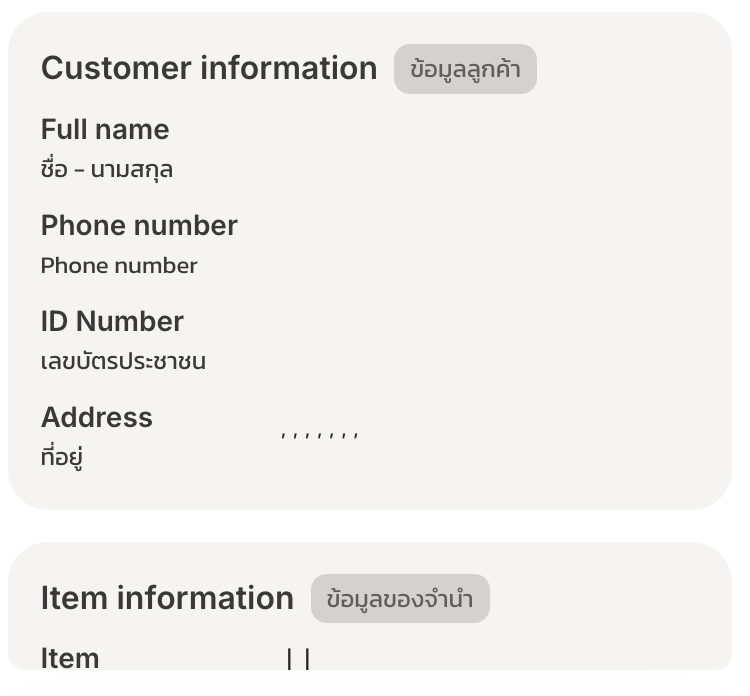 Customer information ข้อมูลลูกค้า
Full name
ชื่อ - นามสกุล
Phone number
Phone number
ID Number
เลขบัตรประชาชน
Address , , , , , , ,
ที่อยู่
Item information ข้อมูลของจำนำ
Item | |